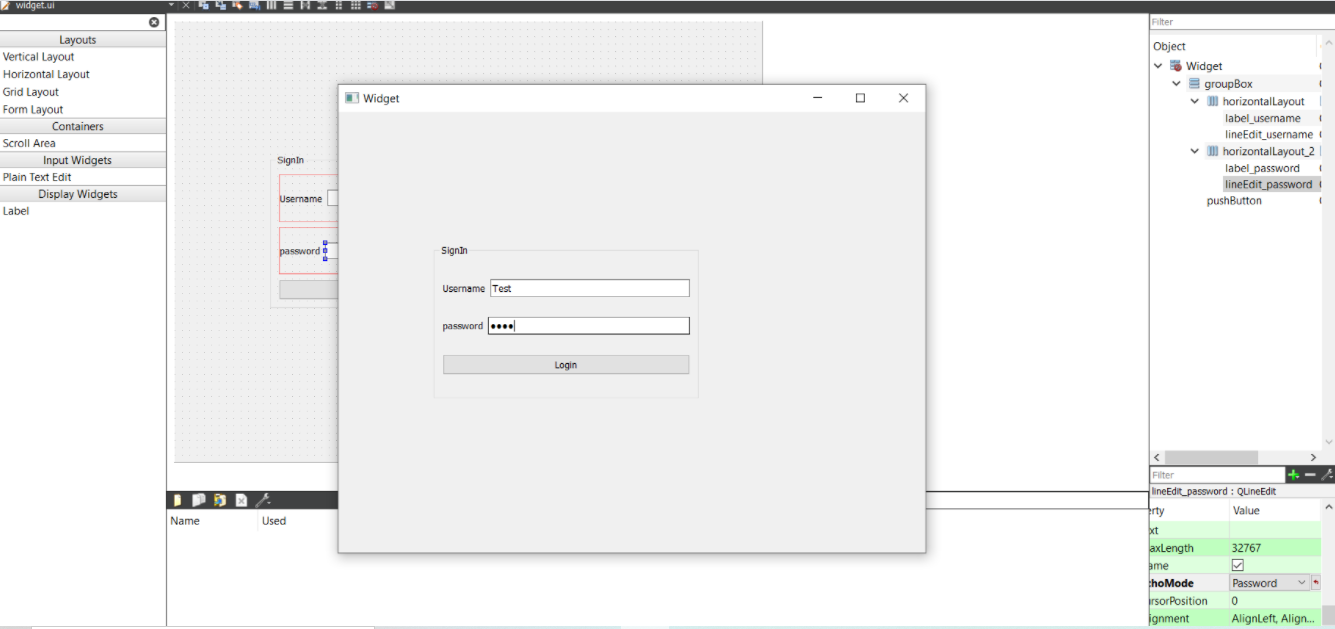 widget.ui
Layouts
Vertical Layout
Horizontal Layout
Grid Layout
Form Layout
Containers
Scroll Area
Input Widgets
Plain Text Edit
Display Widgets
Label
SignIn
Username
password
Name Used
Widget
SignIn
Username Test
password ••••
Login
Filter
Object
Widget
groupBox
horizontalLayout
label_username
lineEdit_username
horizontalLayout_2
label_password
lineEdit_password
pushButton
Filter
lineEdit_password : QLineEdit
erty Value
xt
axLength 32767
ame
choMode Password
ursorPosition 0
ignment AlignLeft, Align...